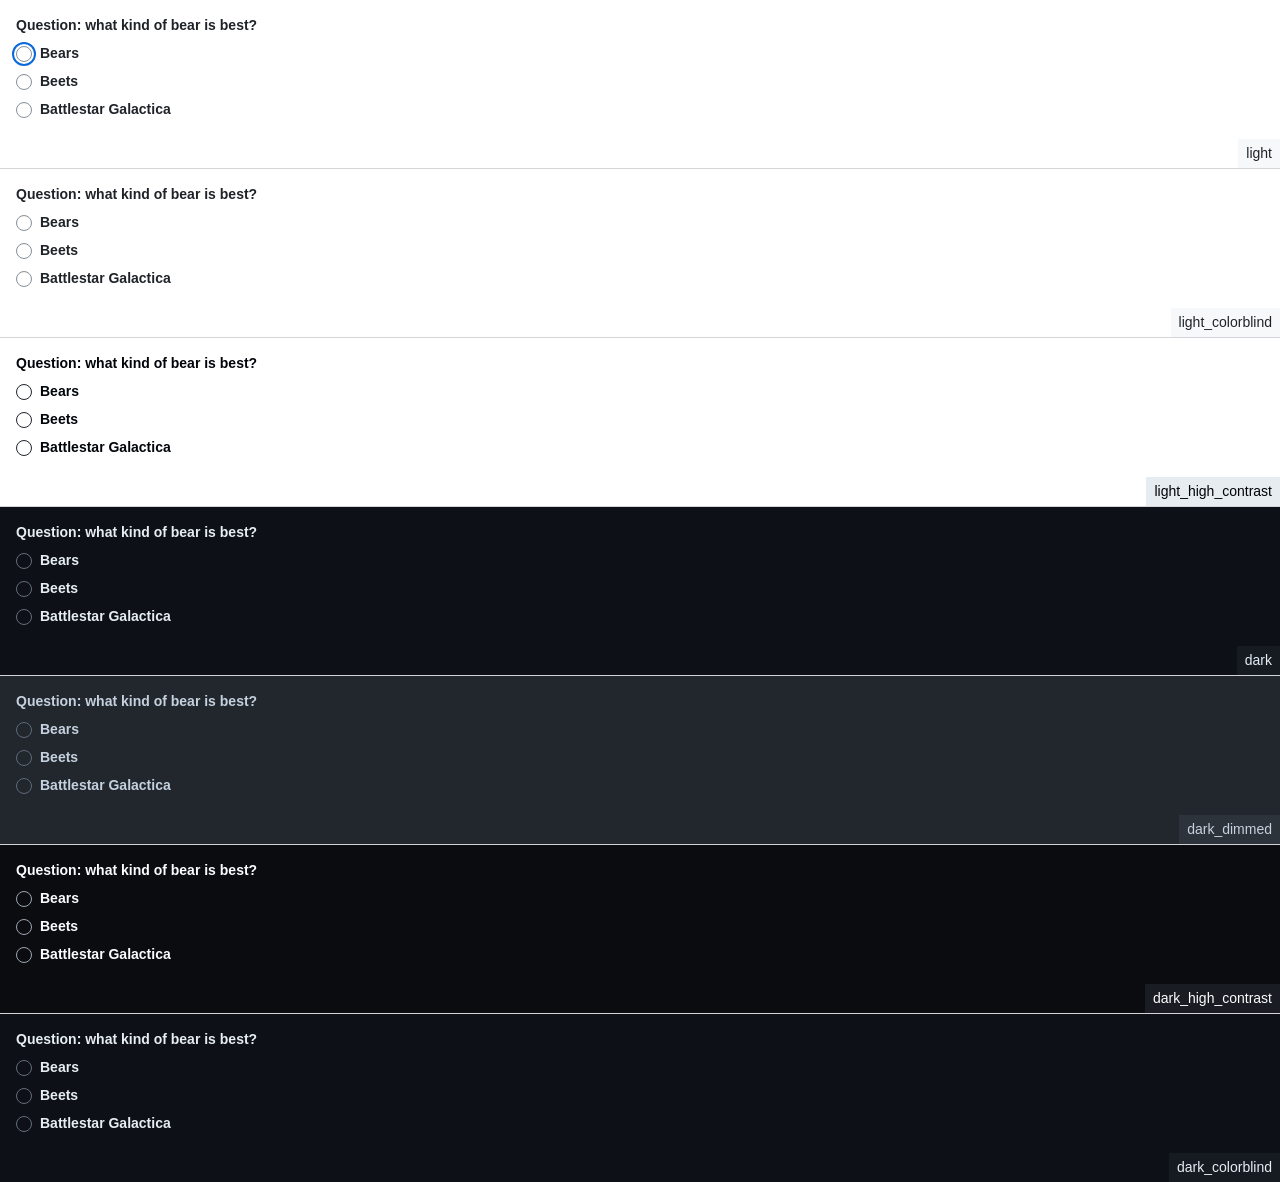 Question: what kind of bear is best?
Bears
Beets
Battlestar Galactica
light
Question: what kind of bear is best?
Bears
Beets
Battlestar Galactica
light_colorblind
Question: what kind of bear is best?
Bears
Beets
Battlestar Galactica
light_high_contrast
Question: what kind of bear is best?
Bears
Beets
Battlestar Galactica
dark
Question: what kind of bear is best?
Bears
Beets
Battlestar Galactica
dark_dimmed
Question: what kind of bear is best?
Bears
Beets
Battlestar Galactica
dark_high_contrast
Question: what kind of bear is best?
Bears
Beets
Battlestar Galactica
dark_colorblind